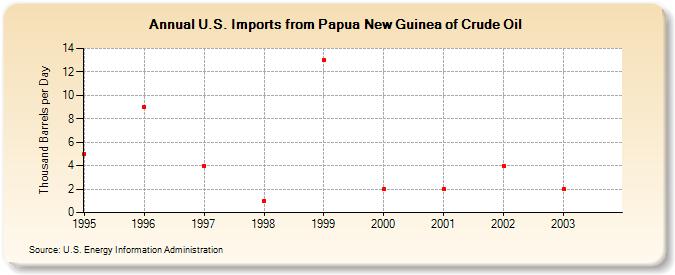 Annual U.S. Imports from Papua New Guinea of Crude Oil
Thousand Barrels per Day
14
12
10
8
6
4
2
0
1995 1996 1997 1998 1999 2000 2001 2002 2003
Source: U.S. Energy Information Administration